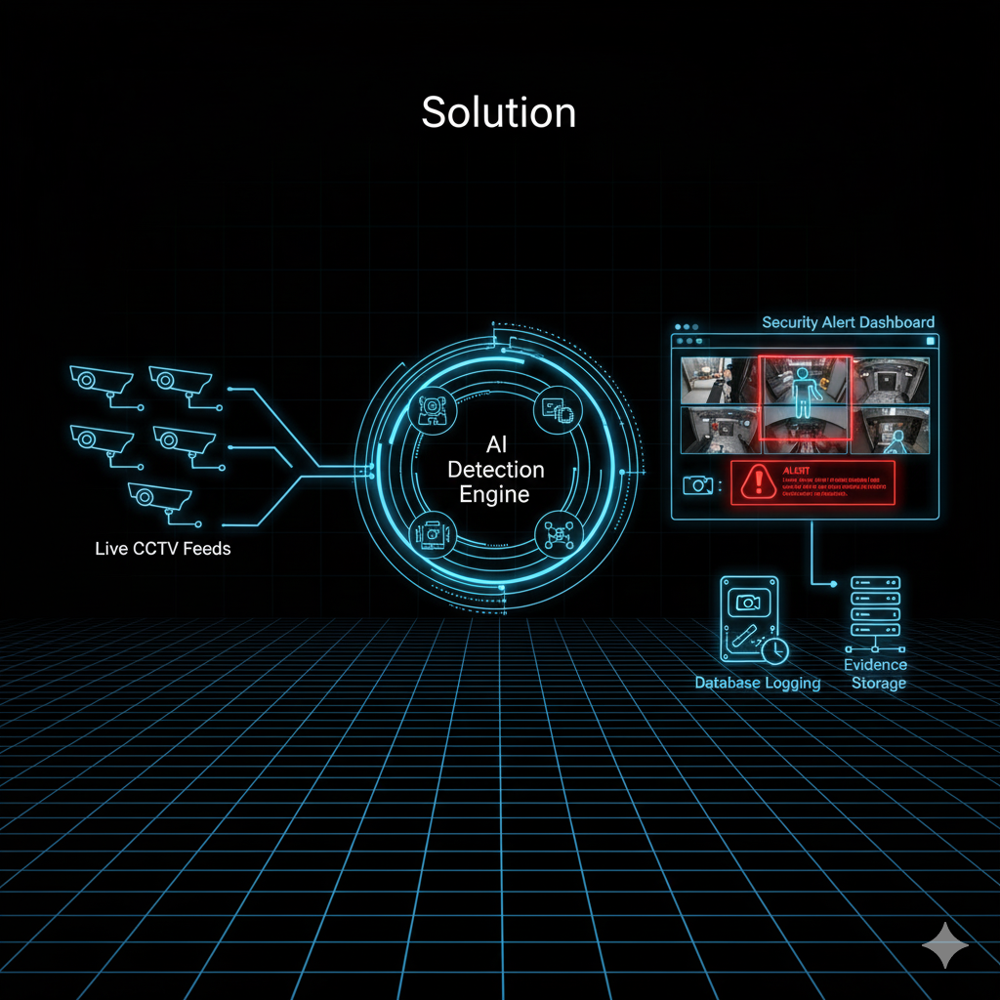 Solution
Security Alert Dashboard
AI
Detection
Engine
Live CCTV Feeds
Database Logging
Evidence
Storage